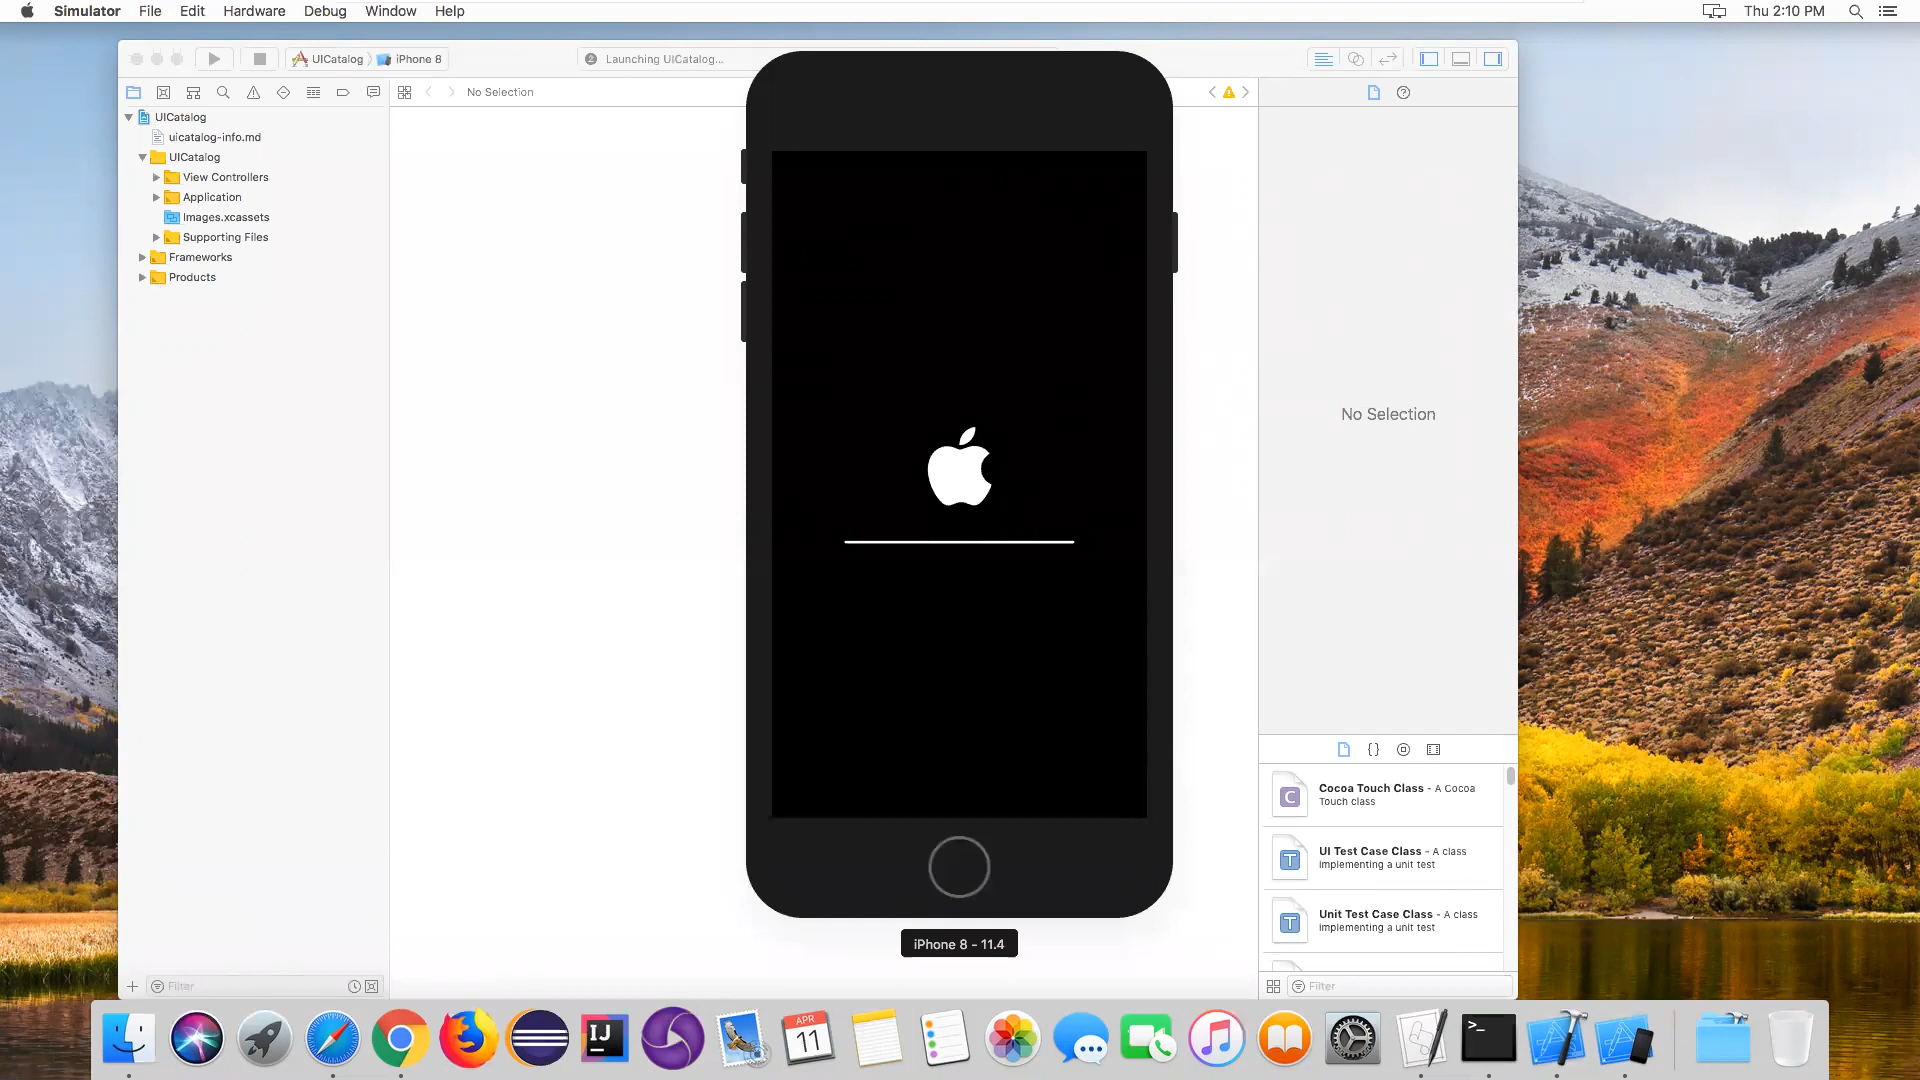 Simulator File Edit Hardware Debug Window Help
Thu 2:10 PM
UICatalog
iPhone 8
2
Launching UICatalog...
No Selection
UICatalog
uicatalog-info.md
UICatalog
View Controllers
Application
Images.xcassets
Supporting Files
Frameworks
Products
Filter
iPhone 8 - 11.4
No Selection
{}
C
Cocoa Touch Class - A Cocoa
Touch class
T
UI Test Case Class - A class
implementing a unit test
T
Unit Test Case Class - A class
implementing a unit test
Filter
IJ
APR
11
>_